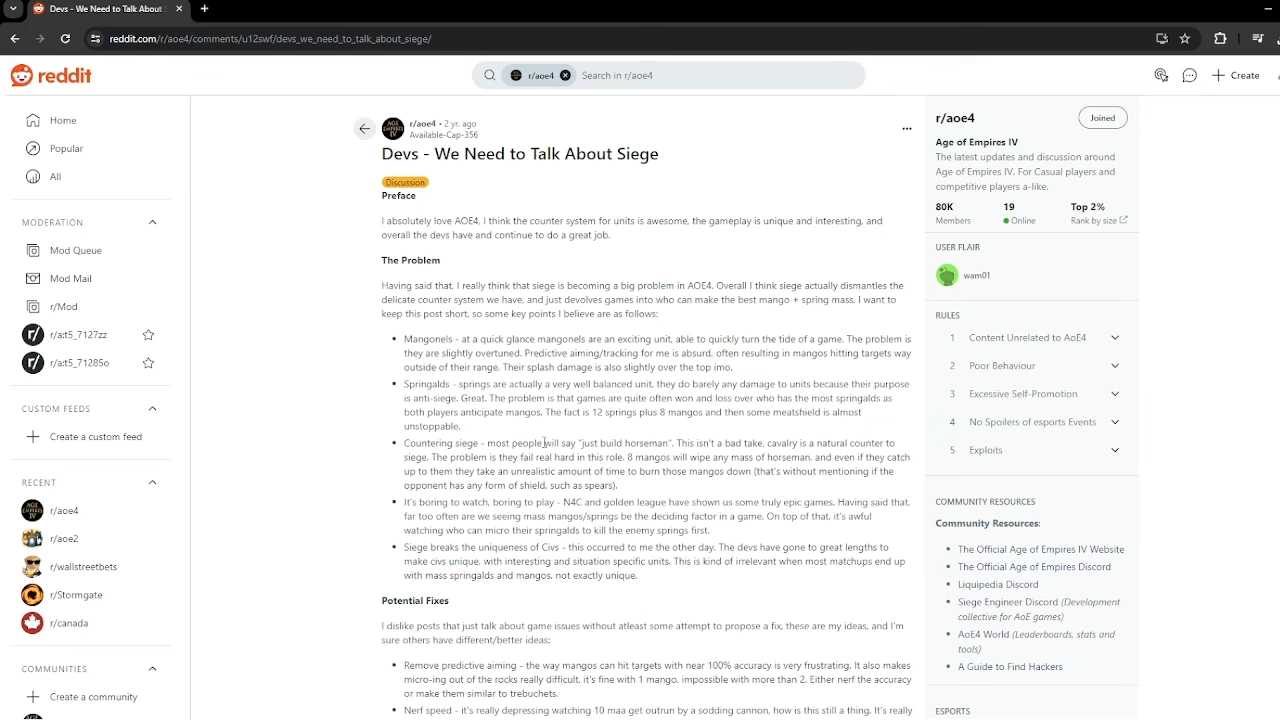 Devs - We Need to Talk About S
reddit.com/r/aoe4/comments/u12swf/devs_we_need_to_talk_about_siege/
reddit
r/aoe4
Search in r/aoe4
Create
Home
Popular
All
MODERATION
Mod Queue
Mod Mail
r/Mod
r/a:t5_7127zz
r/a:t5_71285o
CUSTOM FEEDS
Create a custom feed
RECENT
r/aoe4
r/aoe2
r/wallstreetbets
r/Stormgate
r/canada
COMMUNITIES
Create a community
r/aoe4 • 2 yr. ago
Available-Cap-356
Devs - We Need to Talk About Siege
Discussion
Preface
I absolutely love AOE4, I think the counter system for units is awesome, the gameplay is unique and interesting, and
overall the devs have and continue to do a great job.
The Problem
Having said that, I really think that siege is becoming a big problem in AOE4. Overall I think siege actually dismantles the
delicate counter system we have, and just devolves games into who can make the best mango + spring mass. I want to
keep this post short, so some key points I believe are as follows:
• Mangonels - at a quick glance mangonels are an exciting unit, able to quickly turn the tide of a game. The problem is
they are slightly overtuned. Predictive aiming/tracking for me is absurd, often resulting in mangos hitting targets way
outside of their range. Their splash damage is also slightly over the top imo.
• Springalds - springs are actually a very well balanced unit, they do barely any damage to units because their purpose
is anti-siege. Great. The problem is that games are quite often won and loss over who has the most springalds as
both players anticipate mangos. The fact is 12 springs plus 8 mangos and then some meatshield is almost
unstoppable.
• Countering siege - most people will say "just build horseman". This isn't a bad take, cavalry is a natural counter to
siege. The problem is they fail real hard in this role. 8 mangos will wipe any mass of horseman, and even if they catch
up to them they take an unrealistic amount of time to burn those mangos down (that's without mentioning if the
opponent has any form of shield, such as spears).
• It's boring to watch, boring to play - N4C and golden league have shown us some truly epic games. Having said that,
far too often are we seeing mass mangos/springs be the deciding factor in a game. On top of that, it's awful
watching who can micro their springalds to kill the enemy springs first.
• Siege breaks the uniqueness of Civs - this occurred to me the other day. The devs have gone to great lengths to
make civs unique, with interesting and situation specific units. This is kind of irrelevant when most matchups end up
with mass springalds and mangos, not exactly unique.
Potential Fixes
I dislike posts that just talk about game issues without atleast some attempt to propose a fix, these are my ideas, and I'm
sure others have different/better ideas:
• Remove predictive aiming - the way mangos can hit targets with near 100% accuracy is very frustrating. It also makes
micro-ing out of the rocks really difficult, it's fine with 1 mango, impossible with more than 2. Either nerf the accuracy
or make them similar to trebuchets.
• Nerf speed - it's really depressing watching 10 maa get outrun by a sodding cannon, how is this still a thing. It's really
r/aoe4
Joined
Age of Empires IV
The latest updates and discussion around
Age of Empires IV. For Casual players and
competitive players a-like.
80K 19 Top 2%
Members Online Rank by size
USER FLAIR
wam01
RULES
1 Content Unrelated to AoE4
2 Poor Behaviour
3 Excessive Self-Promotion
4 No Spoilers of esports Events
5 Exploits
COMMUNITY RESOURCES
Community Resources:
• The Official Age of Empires IV Website
• The Official Age of Empires Discord
• Liquipedia Discord
• Siege Engineer Discord (Development
collective for AoE games)
• AoE4 World (Leaderboards, stats and
tools)
• A Guide to Find Hackers
ESPORTS